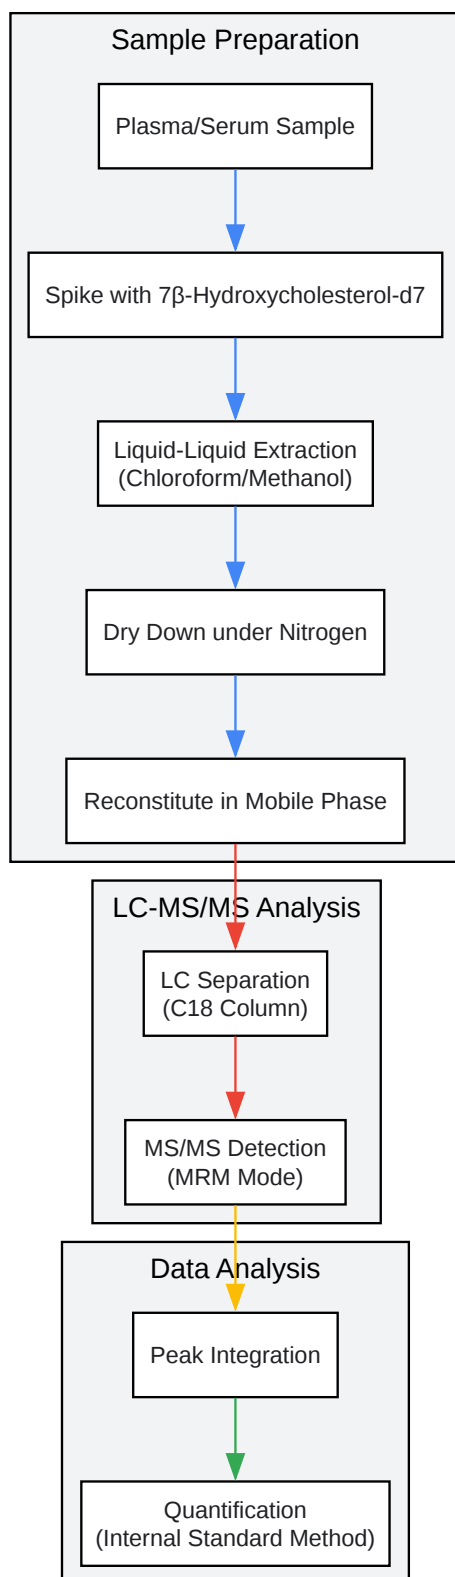 Sample Preparation
Plasma/Serum Sample
Spike with 7β-Hydroxycholesterol-d7
Liquid-Liquid Extraction
(Chloroform/Methanol)
Dry Down under Nitrogen
Reconstitute in Mobile Phase
LC-MS/MS Analysis
LC Separation
(C18 Column)
MS/MS Detection
(MRM Mode)
Data Analysis
Peak Integration
Quantification
(Internal Standard Method)